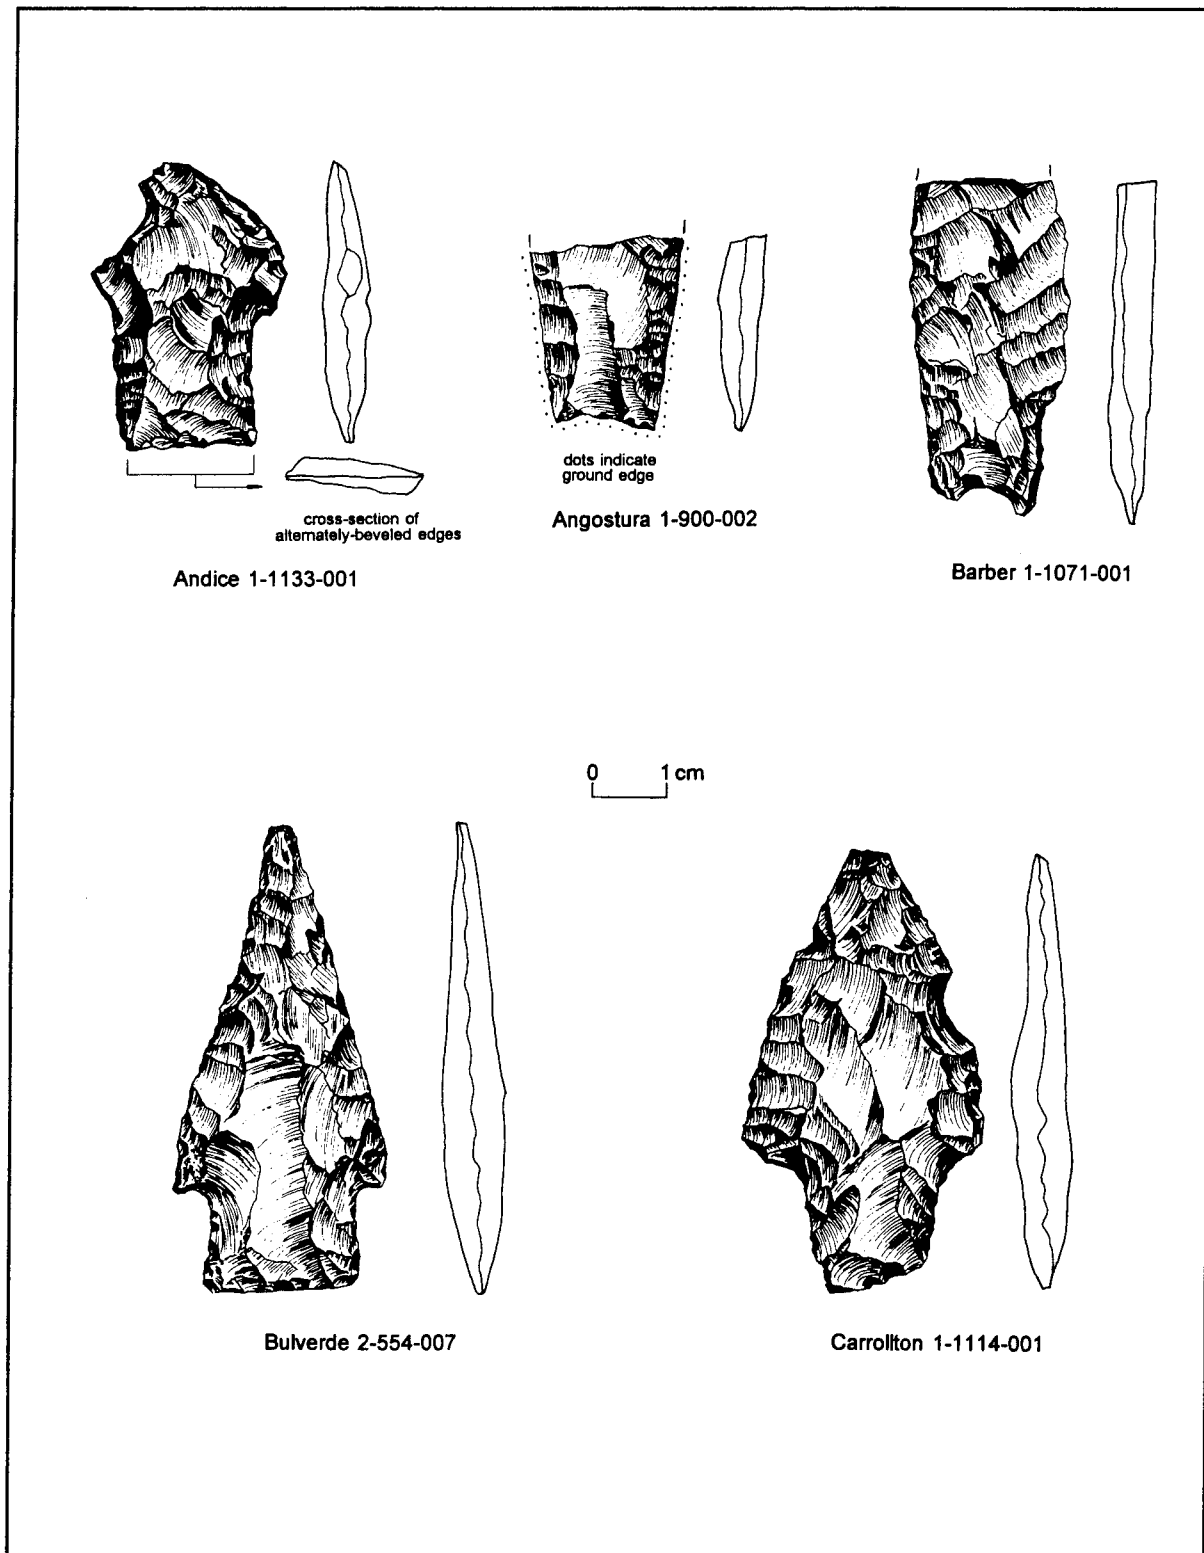 dots indicate
ground edge
Angostura 1-900-002
cross-section of
alternately-beveled edges
Andice 1-1133-001
Barber 1-1071-001
0 1 cm
Bulverde 2-554-007
Carrollton 1-1114-001